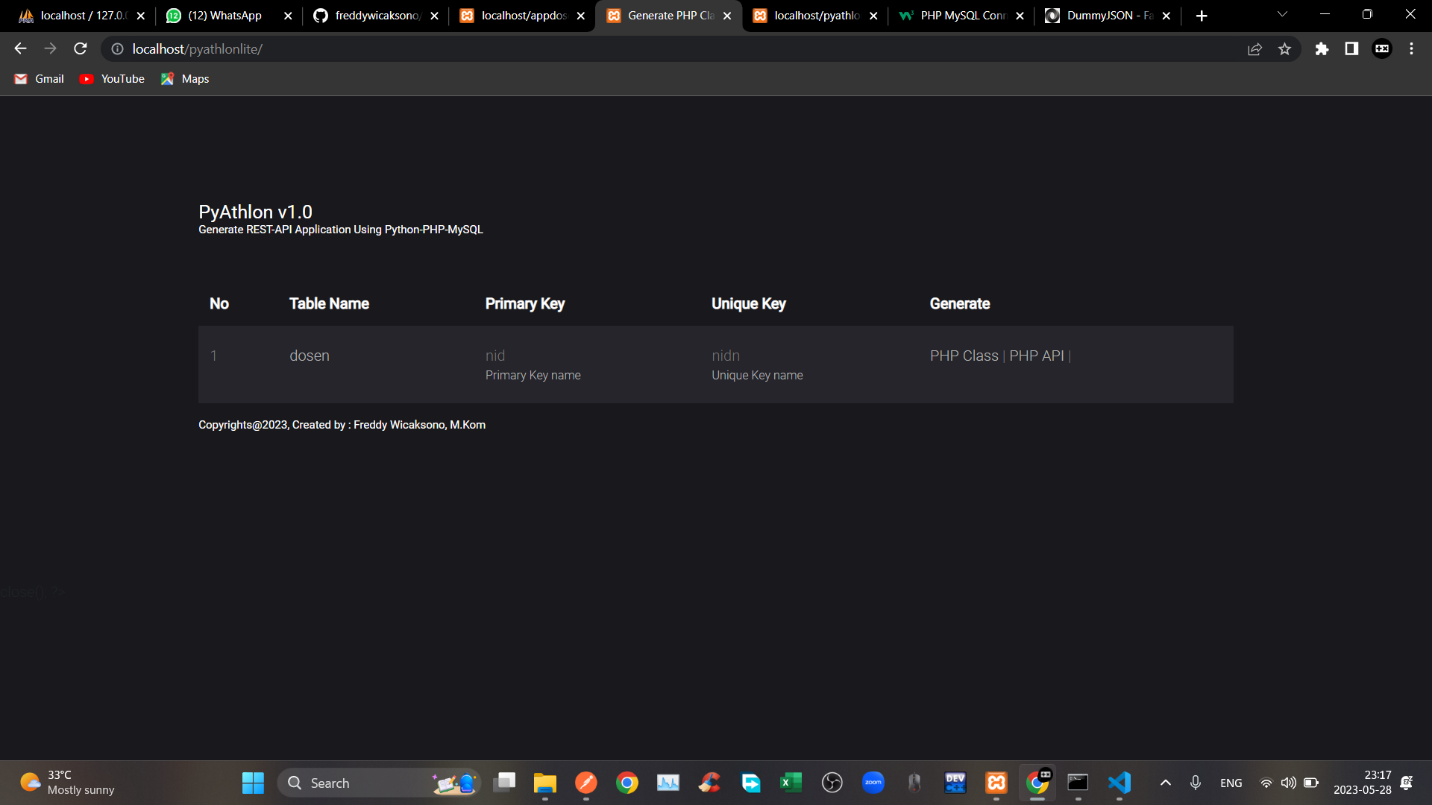 localhost / 127.0.
(12) WhatsApp
freddywicaksono/
localhost/appdos
Generate PHP Cla
localhost/pyathlo
PHP MySQL Conn
DummyJSON - Fa
localhost/pyathlonlite/
Gmail
YouTube
Maps
PyAthlon v1.0
Generate REST-API Application Using Python-PHP-MySQL
No Table Name Primary Key Unique Key Generate
1 dosen nid nidn PHP Class | PHP API |
Primary Key name Unique Key name
Copyrights@2023, Created by : Freddy Wicaksono, M.Kom
33°C
Mostly sunny
Search
zoom
DEV
ENG
23:17
2023-05-28